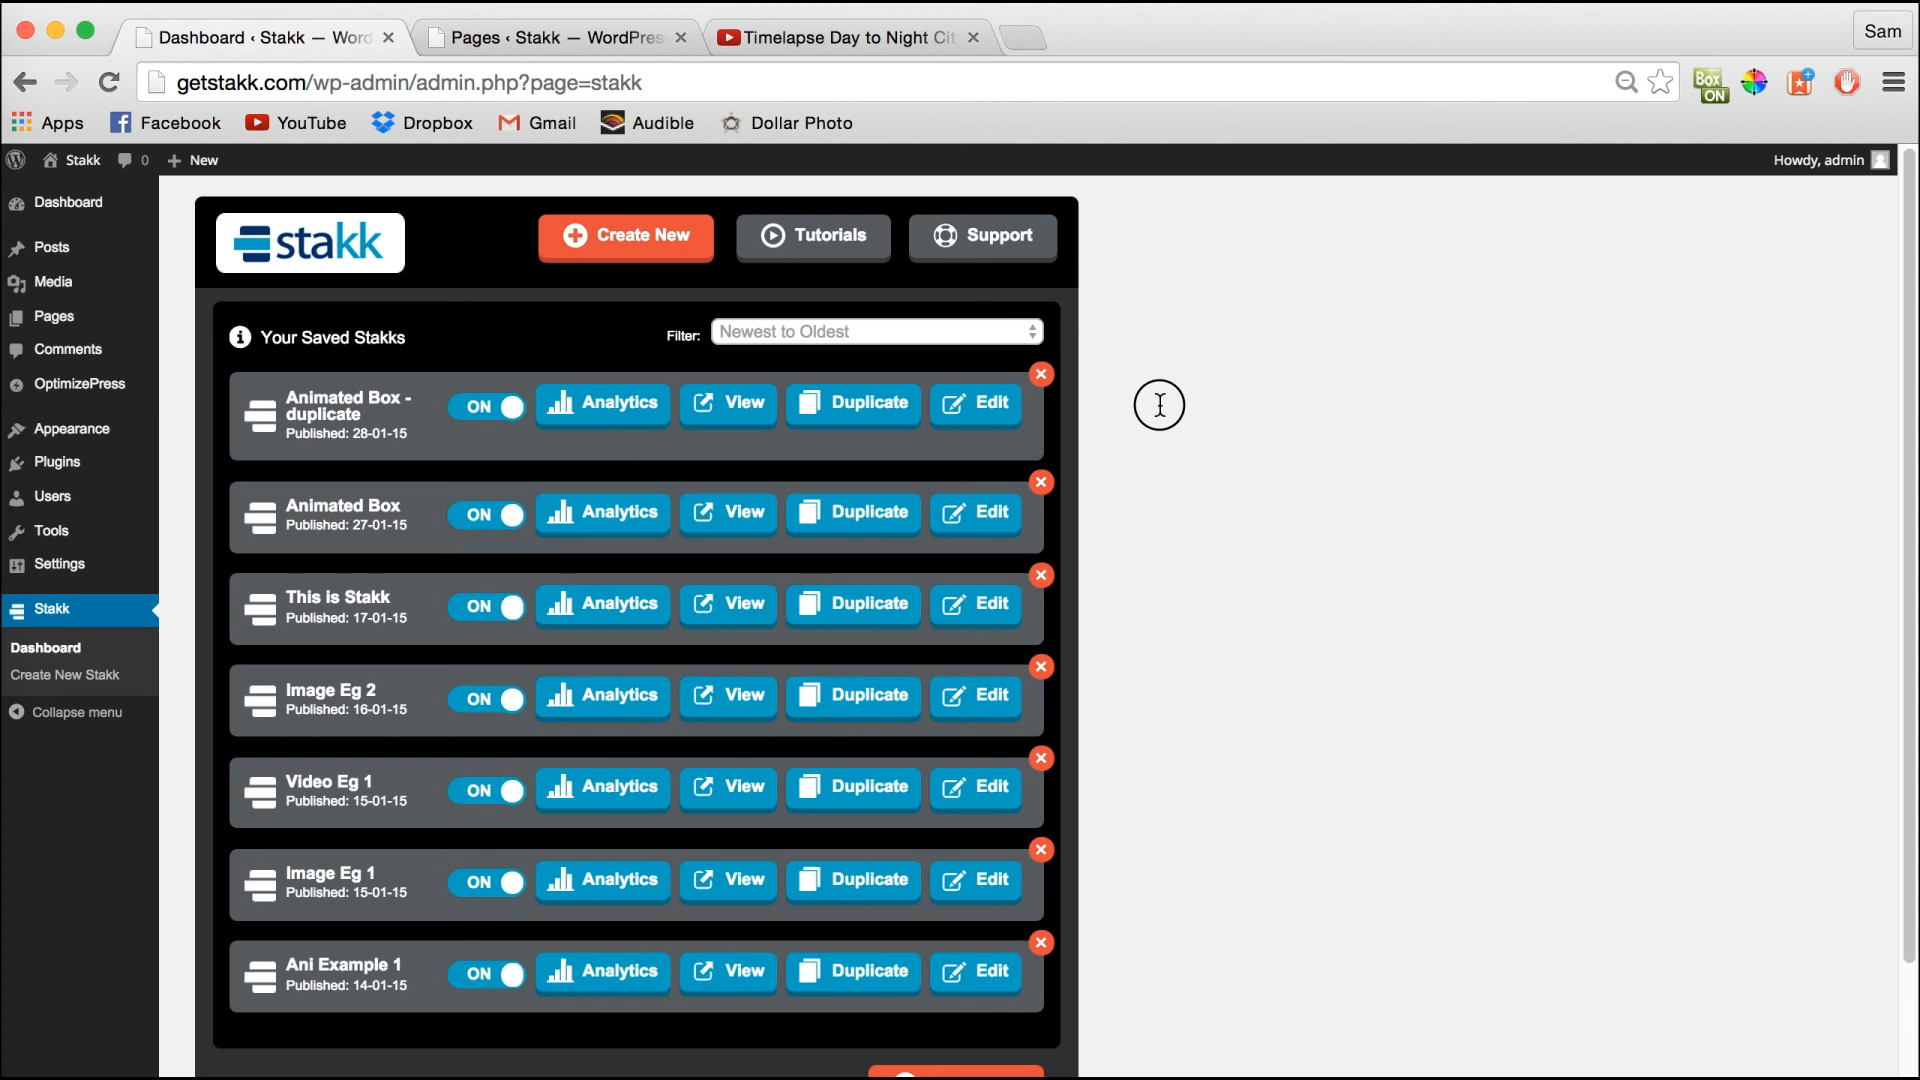 Dashboard ‹ Stakk — Word
Pages ‹ Stakk — WordPres
Timelapse Day to Night Cit
Sam
getstakk.com/wp-admin/admin.php?page=stakk
Box
ON
Apps
Facebook
YouTube
Dropbox
Gmail
Audible
Dollar Photo
Stakk
0
New
Howdy, admin
Dashboard
Posts
Media
Pages
Comments
OptimizePress
Appearance
Plugins
Users
Tools
Settings
Stakk
Dashboard
Create New Stakk
Collapse menu
stakk
Create New
Tutorials
Support
Your Saved Stakks
Filter:
Newest to Oldest
Animated Box -
duplicate
Published: 28-01-15
ON
Analytics
View
Duplicate
Edit
Animated Box
Published: 27-01-15
ON
Analytics
View
Duplicate
Edit
This is Stakk
Published: 17-01-15
ON
Analytics
View
Duplicate
Edit
Image Eg 2
Published: 16-01-15
ON
Analytics
View
Duplicate
Edit
Video Eg 1
Published: 15-01-15
ON
Analytics
View
Duplicate
Edit
Image Eg 1
Published: 15-01-15
ON
Analytics
View
Duplicate
Edit
Ani Example 1
Published: 14-01-15
ON
Analytics
View
Duplicate
Edit